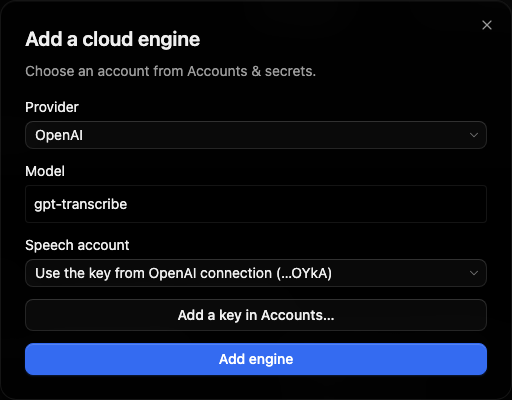 Add a cloud engine
Choose an account from Accounts & secrets.
Provider
OpenAI
Model
gpt-transcribe
Speech account
Use the key from OpenAI connection (...OYkA)
Add a key in Accounts...
Add engine